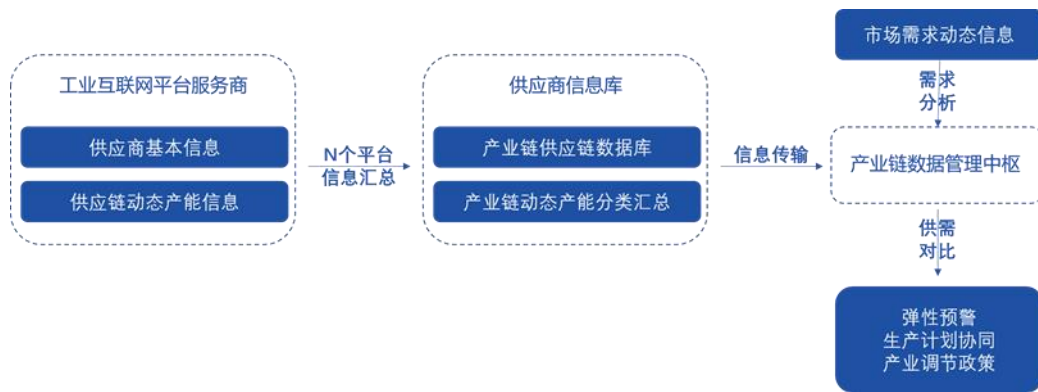 工业互联网平台服务商
供应商基本信息
供应链动态产能信息
N个平台
信息汇总
供应商信息库
产业链供应链数据库
产业链动态产能分类汇总
信息传输
市场需求动态信息
需求
分析
产业链数据管理中枢
供需
对比
弹性预警
生产计划协同
产业调节政策